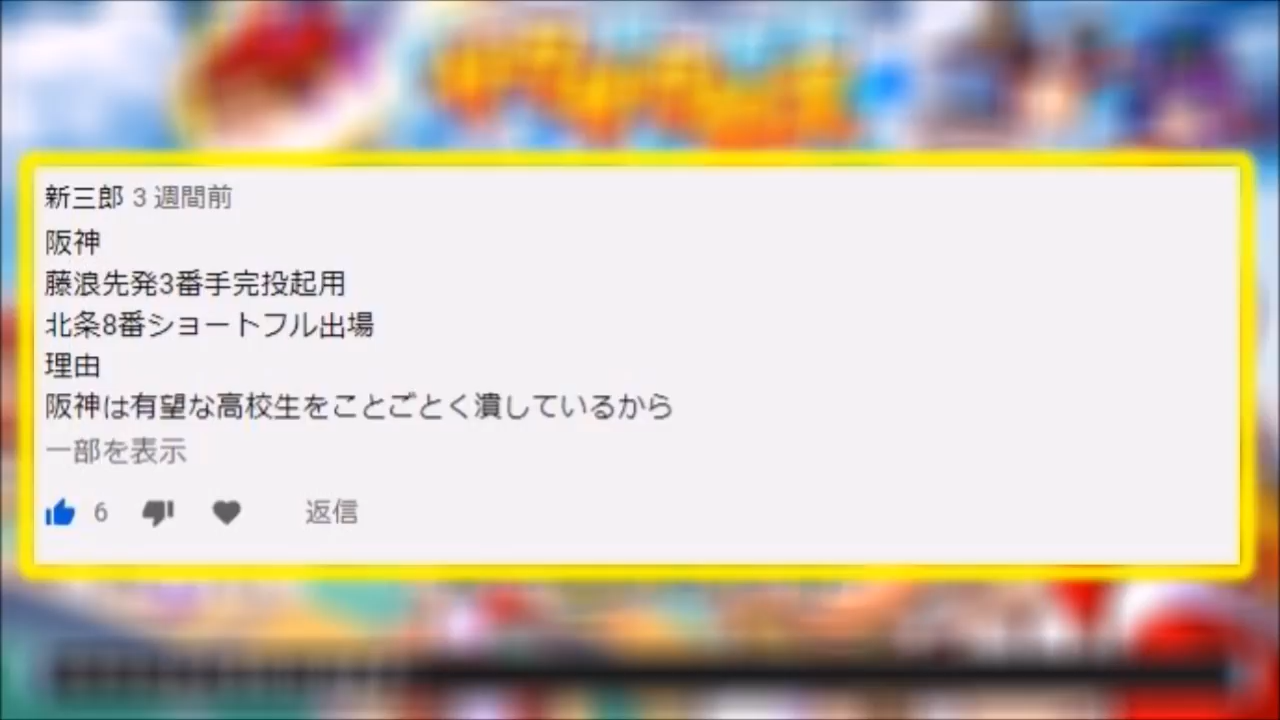 新三郎 3 週間前
阪神
藤浪先発3番手完投起用
北条8番ショートフル出場
理由
阪神は有望な高校生をことごとく潰しているから
一部を表示
6 返信